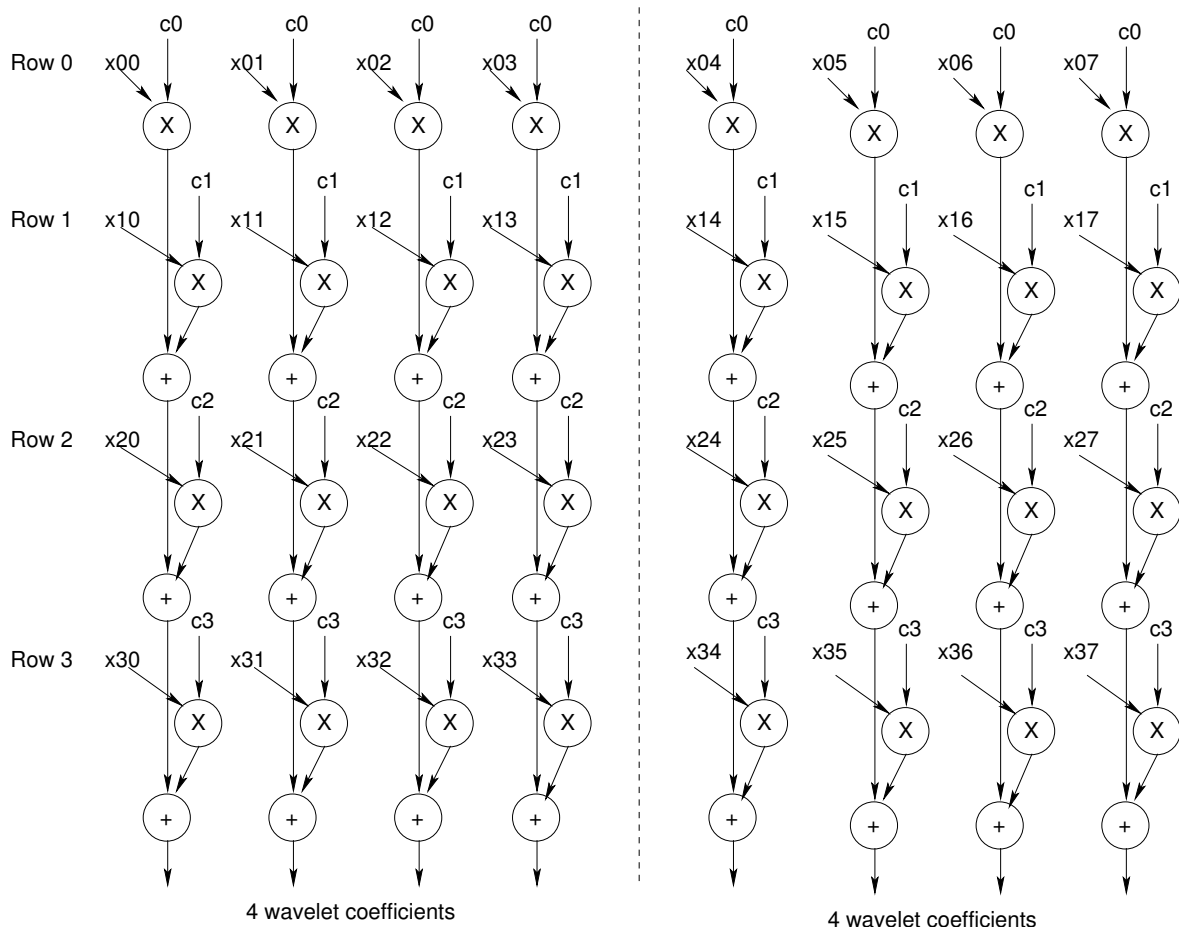 c0 c0 c0 c0 c0 c0 c0 c0
Row 0 x00 x01 x02 x03 x04 x05 x06 x07
X X X X X X X X
c1 c1 c1 c1 c1 c1 c1 c1
Row 1 x10 x11 x12 x13 x14 x15 x16 x17
X X X X X X X X
+ + + + + + + +
c2 c2 c2 c2 c2 c2 c2 c2
Row 2 x20 x21 x22 x23 x24 x25 x26 x27
X X X X X X X X
+ + + + + + + +
c3 c3 c3 c3 c3 c3 c3 c3
Row 3 x30 x31 x32 x33 x34 x35 x36 x37
X X X X X X X X
+ + + + + + + +
4 wavelet coefficients 4 wavelet coefficients